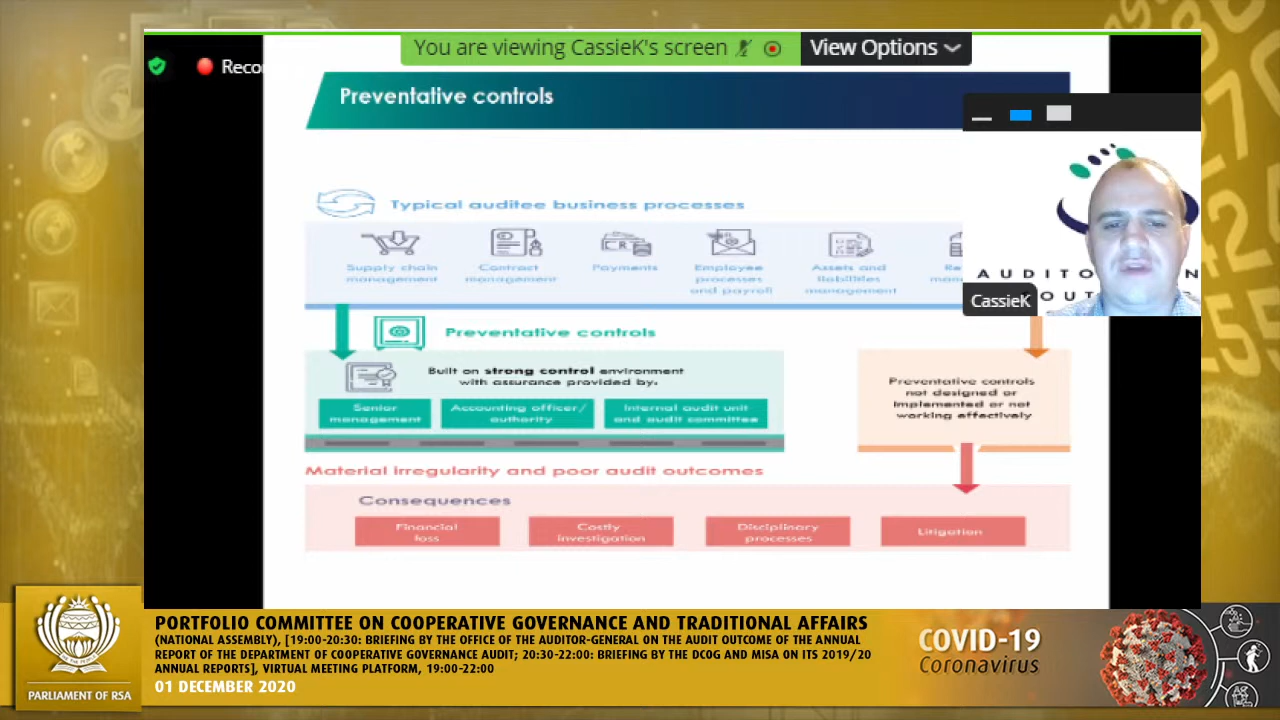 You are viewing CassieK's screen
View Options
Preventative controls
Typical auditee business processes
Supply chain
management
Contract
management
Payments
Employee
processes
and payroll
Assets and
liabilities
management
CassieK
Preventative controls
Built on strong control environment
with assurance provided by:
Senior
management
Accounting officer/
authority
Internal audit unit
and audit committee
Preventative controls
not designed or
implemented or not
working effectively
Material irregularity and poor audit outcomes
Consequences
Financial
loss
Costly
investigation
Disciplinary
processes
Litigation
PORTFOLIO COMMITTEE ON COOPERATIVE GOVERNANCE AND TRADITIONAL AFFAIRS
(NATIONAL ASSEMBLY), [19:00-20:30: BRIEFING BY THE OFFICE OF THE AUDITOR-GENERAL ON THE AUDIT OUTCOME OF THE ANNUAL
REPORT OF THE DEPARTMENT OF COOPERATIVE GOVERNANCE AUDIT; 20:30-22:00: BRIEFING BY THE DCOG AND MISA ON ITS 2019/20
ANNUAL REPORTS], VIRTUAL MEETING PLATFORM, 19:00-22:00
01 DECEMBER 2020
PARLIAMENT OF RSA
COVID-19
Coronavirus